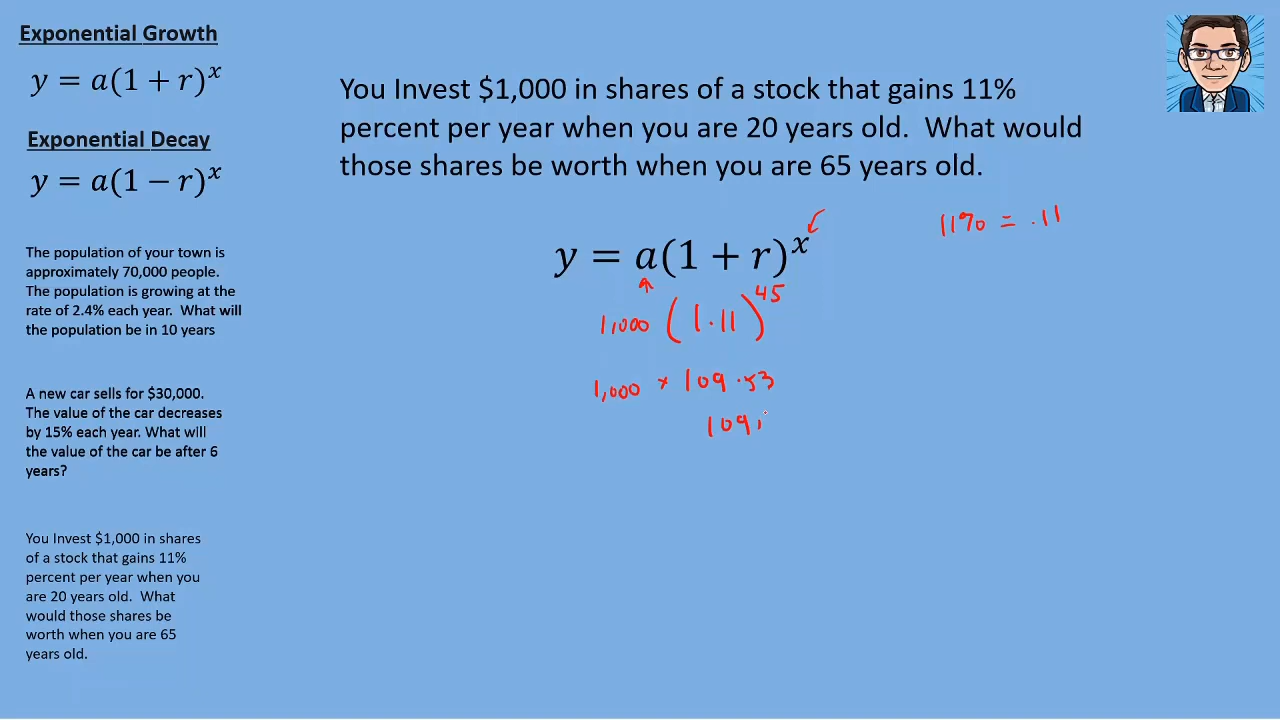 Exponential Growth
y = a(1 + r)^x
Exponential Decay
y = a(1 − r)^x
The population of your town is
approximately 70,000 people.
The population is growing at the
rate of 2.4% each year.  What will
the population be in 10 years
A new car sells for $30,000.
The value of the car decreases
by 15% each year. What will
the value of the car be after 6
years?
You Invest $1,000 in shares
of a stock that gains 11%
percent per year when you
are 20 years old.  What
would those shares be
worth when you are 65
years old.
You Invest $1,000 in shares of a stock that gains 11%
percent per year when you are 20 years old.  What would
those shares be worth when you are 65 years old.
11% = .11
y = a(1 + r)^x
1,000 (1.11)^45
1,000 × 109.53
109,